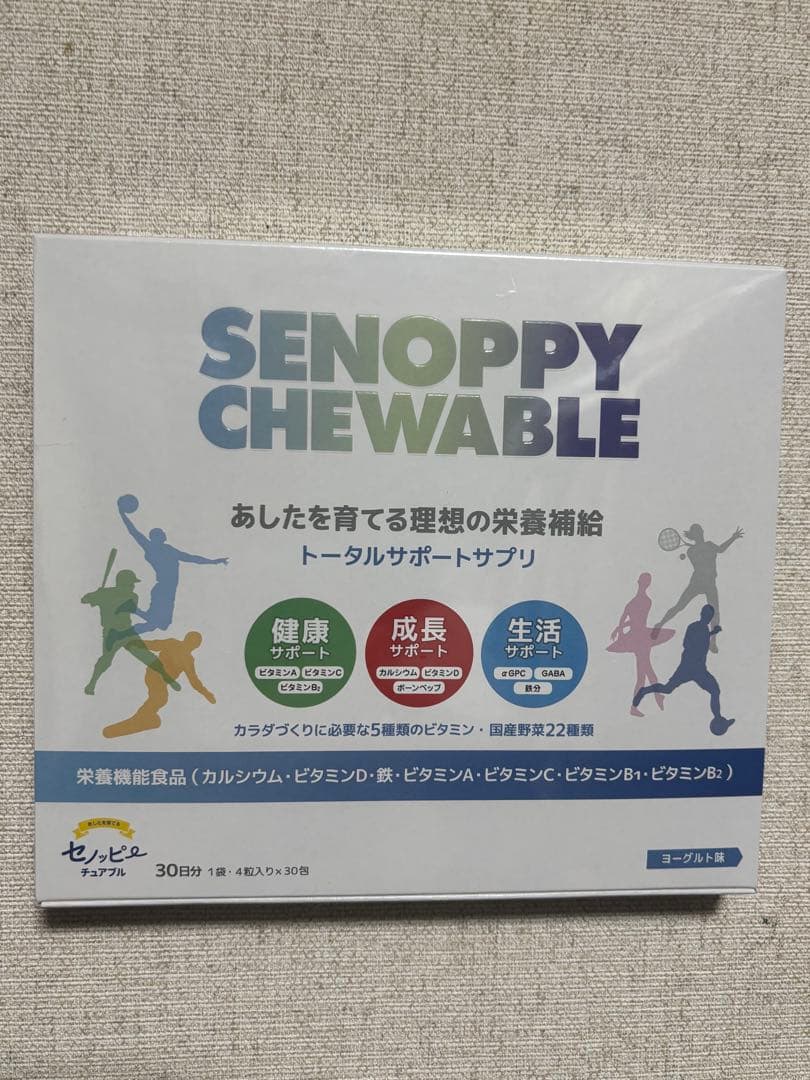 SENOPPY
CHEWABLE
あしたを育てる理想の栄養補給
トータルサポートサプリ
健康
サポート
ビタミンA ビタミンC
ビタミンB2
成長
サポート
カルシウム ビタミンD
ボーンペップ
生活
サポート
αGPC GABA
鉄分
カラダづくりに必要な5種類のビタミン・国産野菜22種類
栄養機能食品(カルシウム・ビタミンD・鉄・ビタミンA・ビタミンC・ビタミンB1・ビタミンB2)
あしたを育てる
セノッピー
チュアブル
30日分 1袋・4粒入り×30包
ヨーグルト味